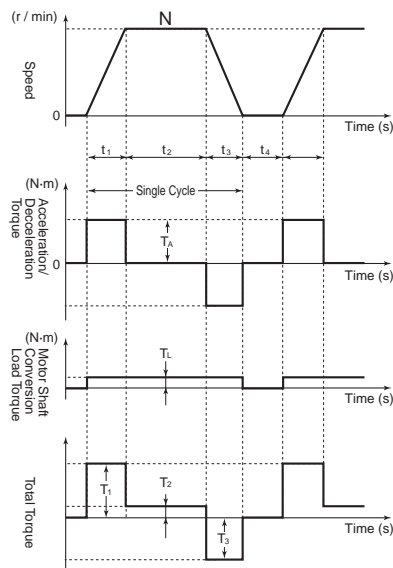 (r / min)
N
Speed
0
Time (s)
t1
t2
t3
t4
(N·m)
Single Cycle
Acceleration/
Decceleration
Torque
TA
0
Time (s)
(N·m)
Motor Shaft
Conversion
Load Torque
TL
Time (s)
Total Torque
T1
T2
T3
Time (s)